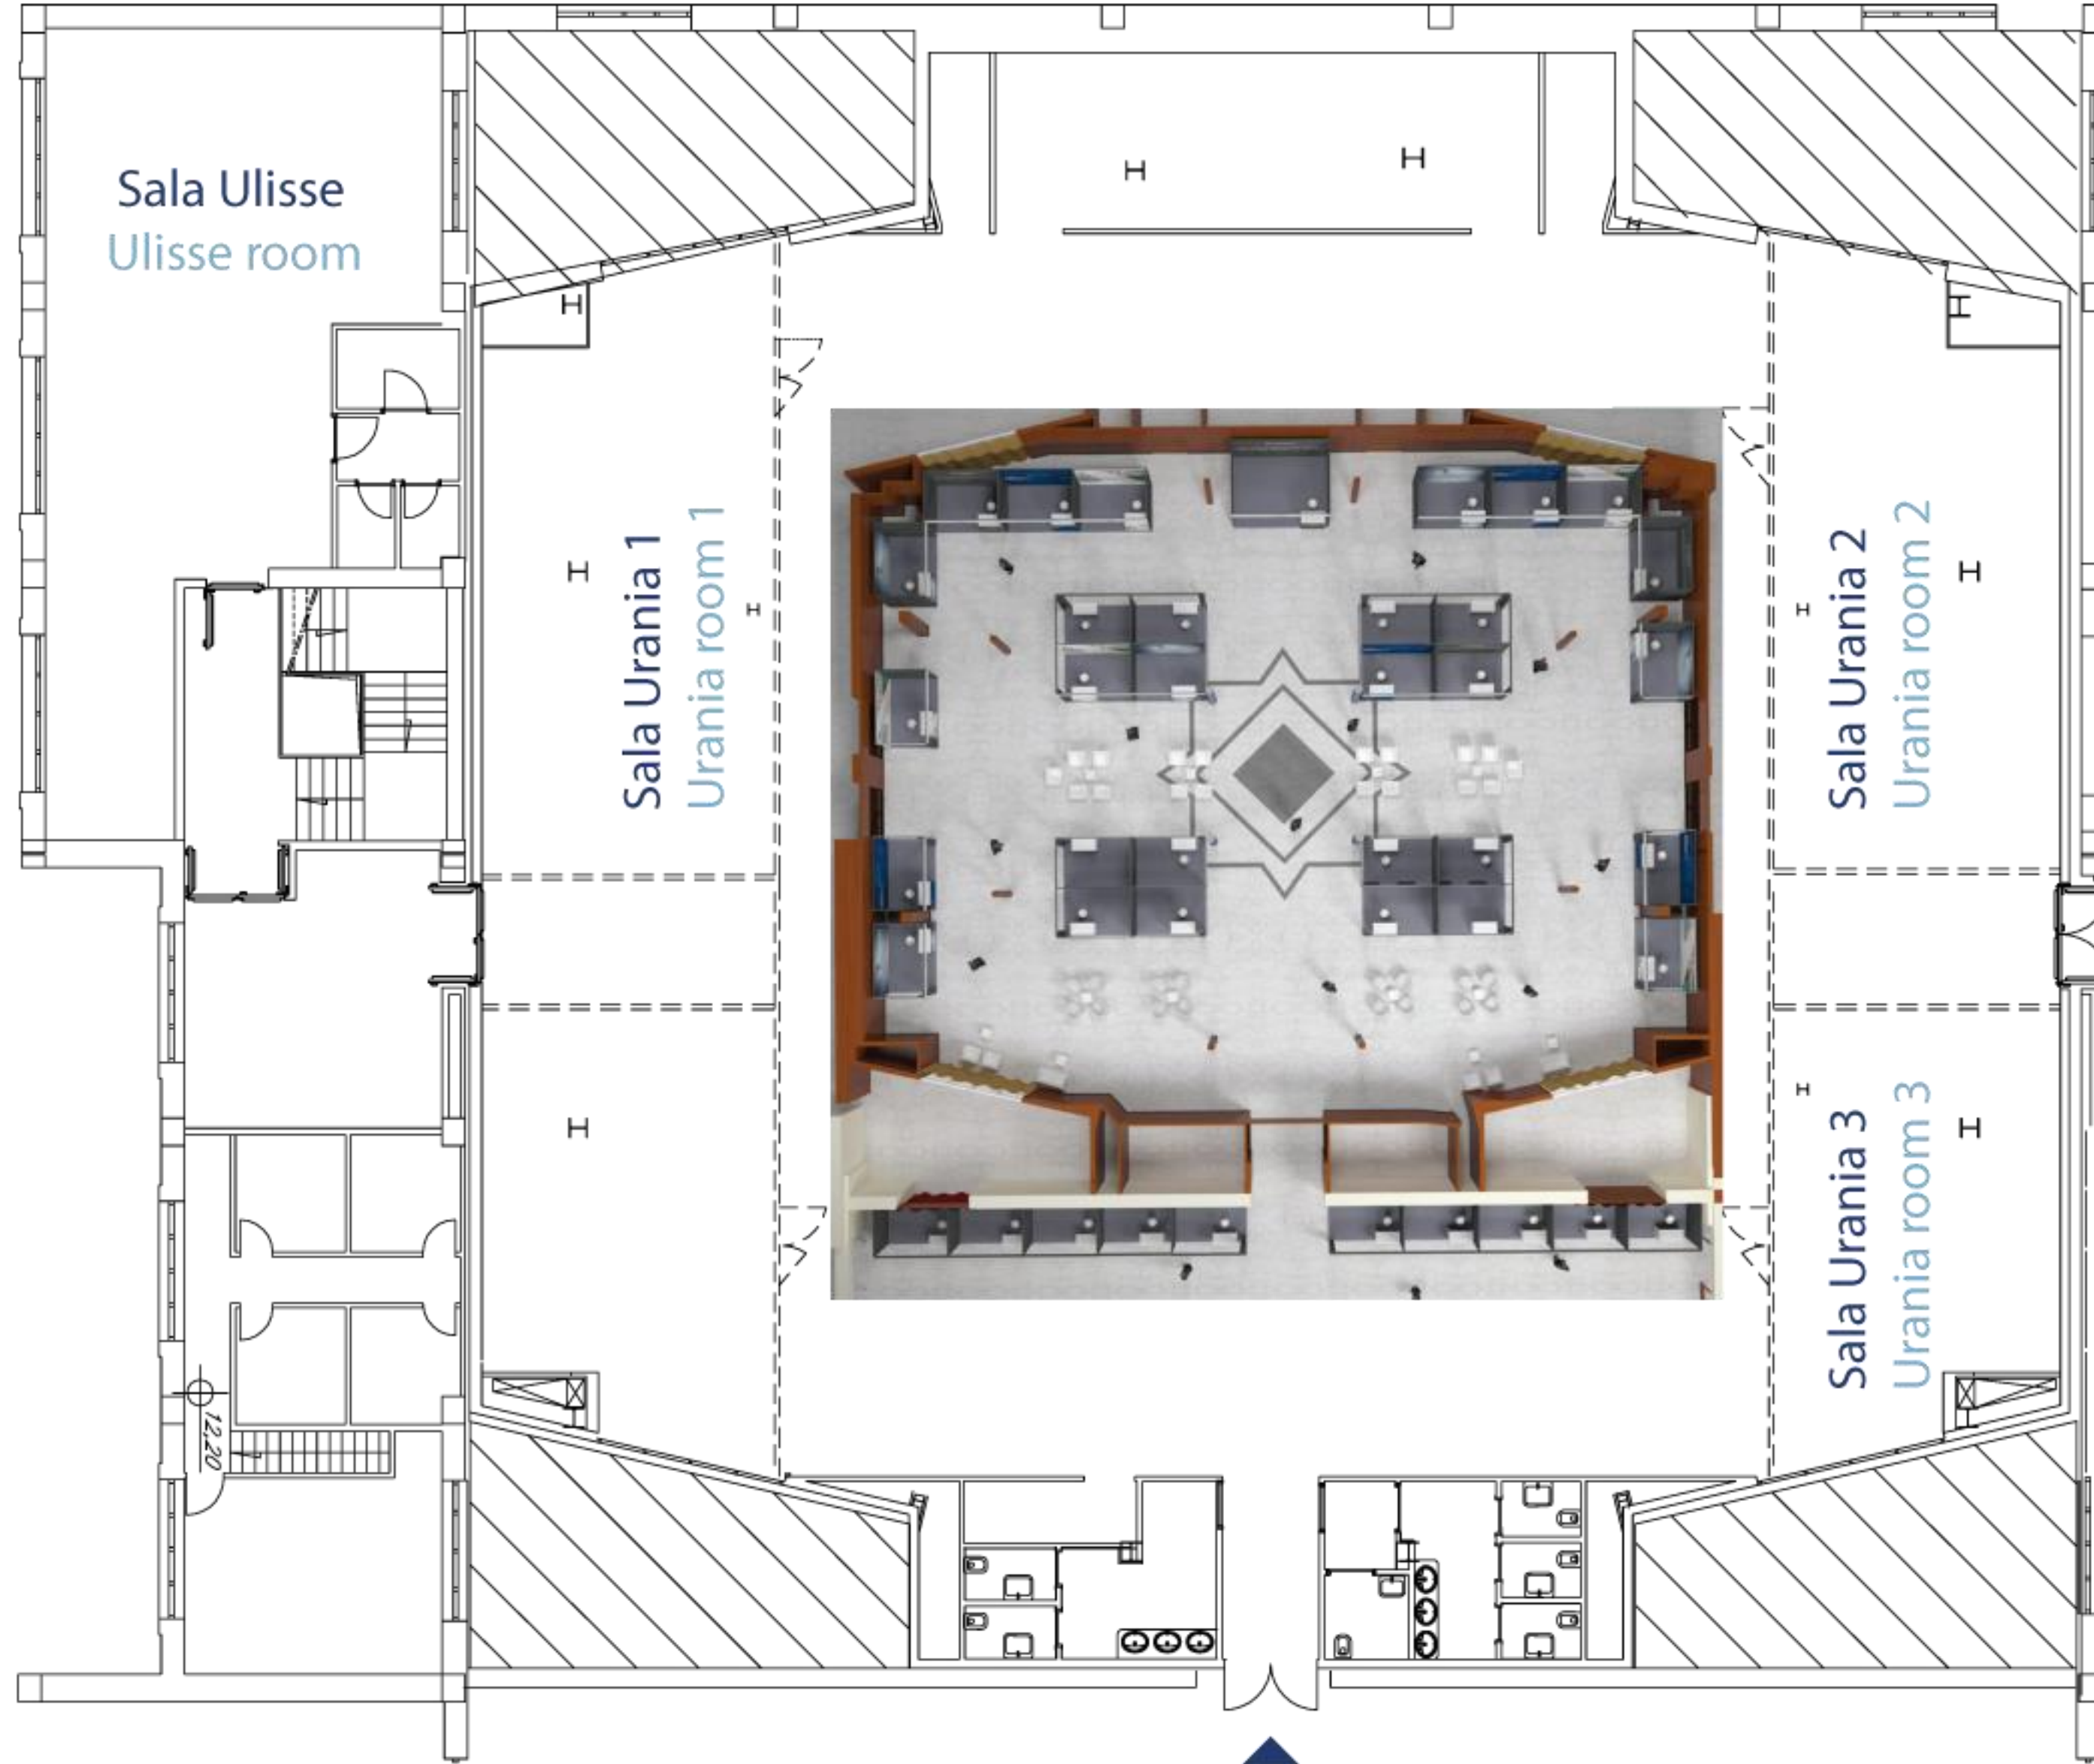 Sala Ulisse
Ulisse room
Sala Urania 1
Urania room 1
Sala Urania 2
Urania room 2
Sala Urania 3
Urania room 3
12,20